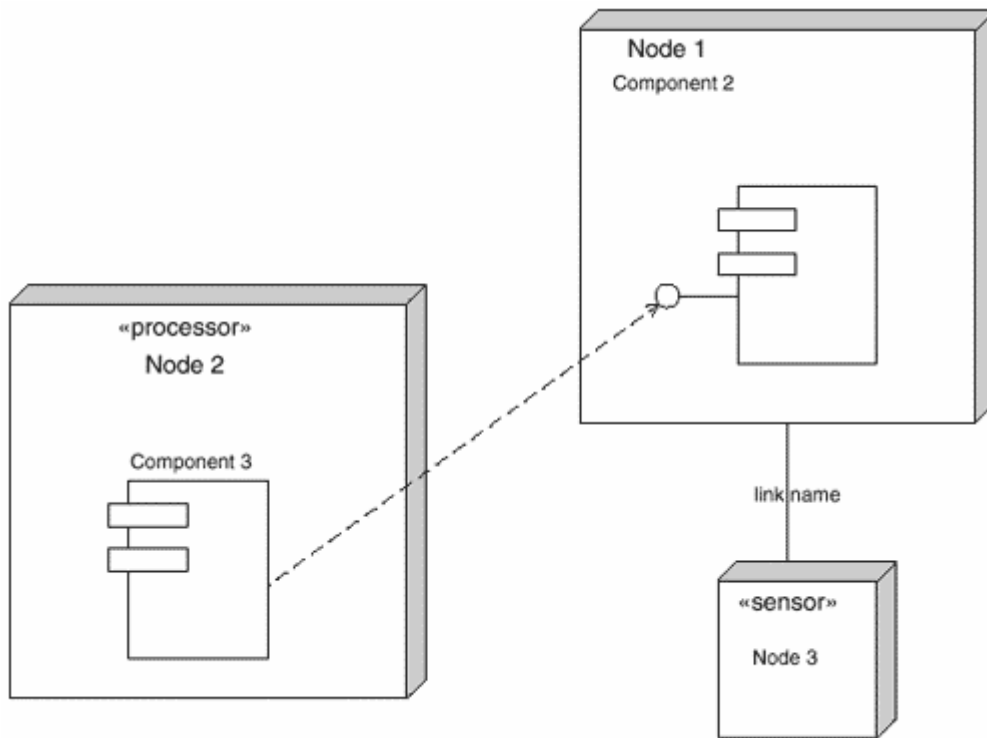 Node 1
Component 2
«processor»
Node 2
Component 3
link name
«sensor»
Node 3